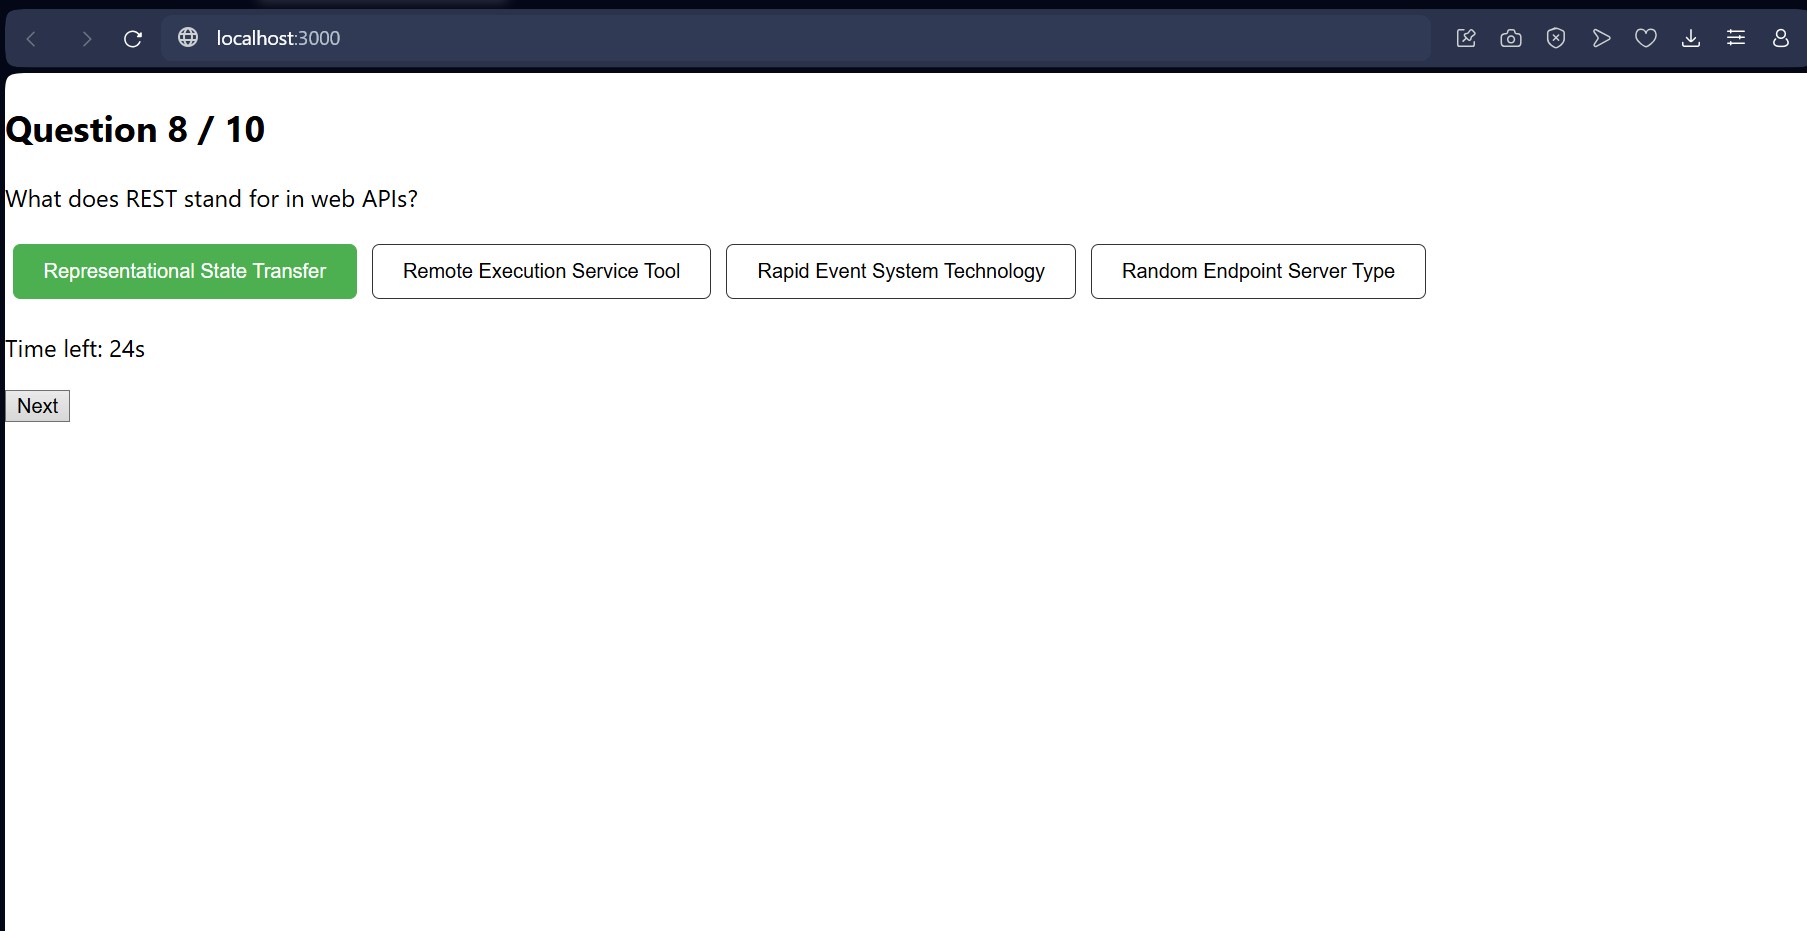 localhost:3000
Question 8 / 10
What does REST stand for in web APIs?
Representational State Transfer Remote Execution Service Tool Rapid Event System Technology Random Endpoint Server Type
Time left: 24s
Next